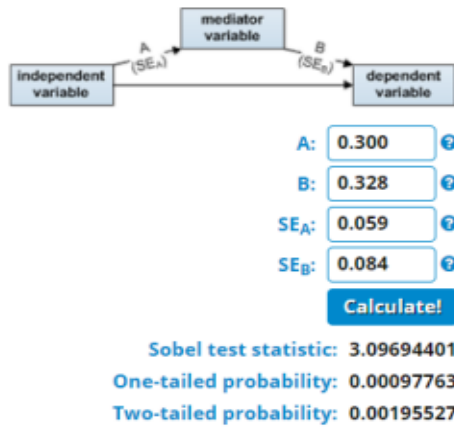 mediator
variable
A
(SEA)
B
(SEB)
independent
variable
dependent
variable
A: 0.300 ?
B: 0.328 ?
SEA: 0.059 ?
SEB: 0.084 ?
Calculate!
Sobel test statistic: 3.09694401
One-tailed probability: 0.00097763
Two-tailed probability: 0.00195527